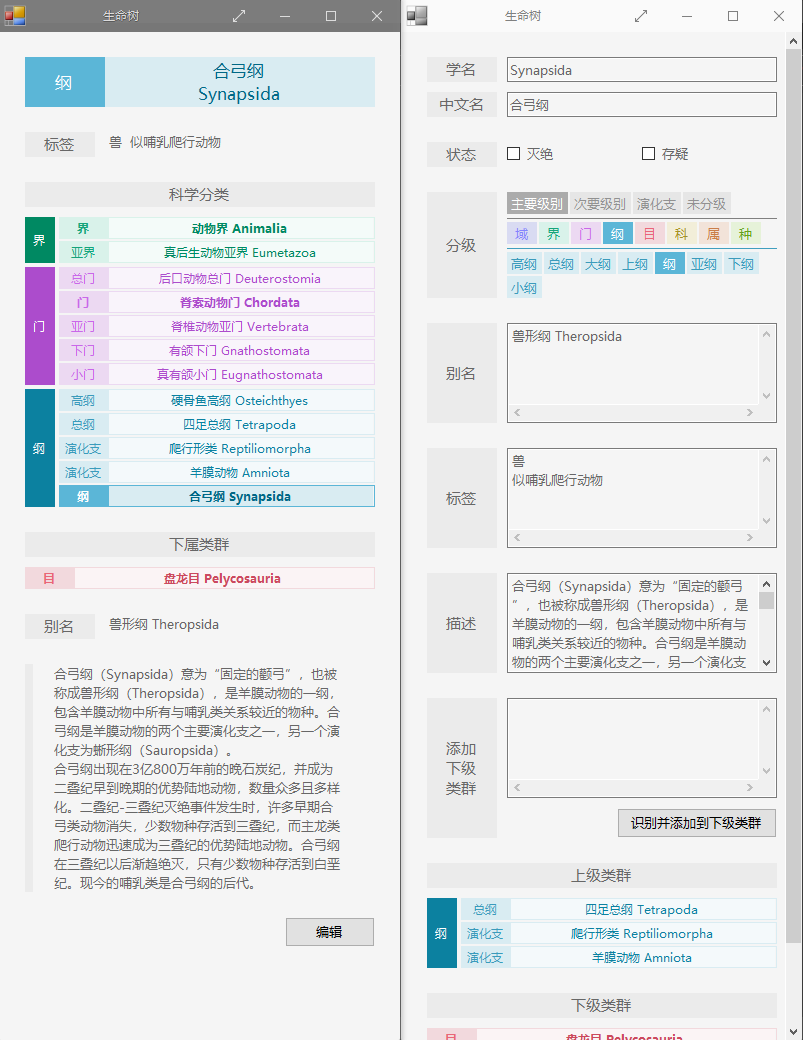 生命树
纲
合弓纲
Synapsida
标签
兽 似哺乳爬行动物
科学分类
界
界 动物界 Animalia
亚界 真后生动物亚界 Eumetazoa
门
总门 后口动物总门 Deuterostomia
门 脊索动物门 Chordata
亚门 脊椎动物亚门 Vertebrata
下门 有颌下门 Gnathostomata
小门 真有颌小门 Eugnathostomata
纲
高纲 硬骨鱼高纲 Osteichthyes
总纲 四足总纲 Tetrapoda
演化支 爬行形类 Reptiliomorpha
演化支 羊膜动物 Amniota
纲 合弓纲 Synapsida
下属类群
目 盘龙目 Pelycosauria
别名 兽形纲 Theropsida
合弓纲（Synapsida）意为“固定的颧弓”，也被
称成兽形纲（Theropsida），是羊膜动物的一纲，
包含羊膜动物中所有与哺乳类关系较近的物种。合
弓纲是羊膜动物的两个主要演化支之一，另一个演
化支为蜥形纲（Sauropsida）。
合弓纲出现在3亿800万年前的晚石炭纪，并成为
二叠纪早到晚期的优势陆地动物，数量众多且多样
化。二叠纪-三叠纪灭绝事件发生时，许多早期合
弓类动物消失，少数物种存活到三叠纪，而主龙类
爬行动物迅速成为三叠纪的优势陆地动物。合弓纲
在三叠纪以后渐趋绝灭，只有少数物种存活到白垩
纪。现今的哺乳类是合弓纲的后代。
编辑
生命树
学名 Synapsida
中文名 合弓纲
状态 灭绝 存疑
分级
主要级别 次要级别 演化支 未分级
域 界 门 纲 目 科 属 种
高纲 总纲 大纲 上纲 纲 亚纲 下纲
小纲
别名
兽形纲 Theropsida
标签
兽
似哺乳爬行动物
描述
合弓纲（Synapsida）意为“固定的颧弓
”，也被称成兽形纲（Theropsida），是
羊膜动物的一纲，包含羊膜动物中所有与
哺乳类关系较近的物种。合弓纲是羊膜动
物的两个主要演化支之一，另一个演化支
添加
下级
类群
识别并添加到下级类群
上级类群
纲
总纲 四足总纲 Tetrapoda
演化支 爬行形类 Reptiliomorpha
演化支 羊膜动物 Amniota
下级类群
目 盘龙目 Pelycosauria